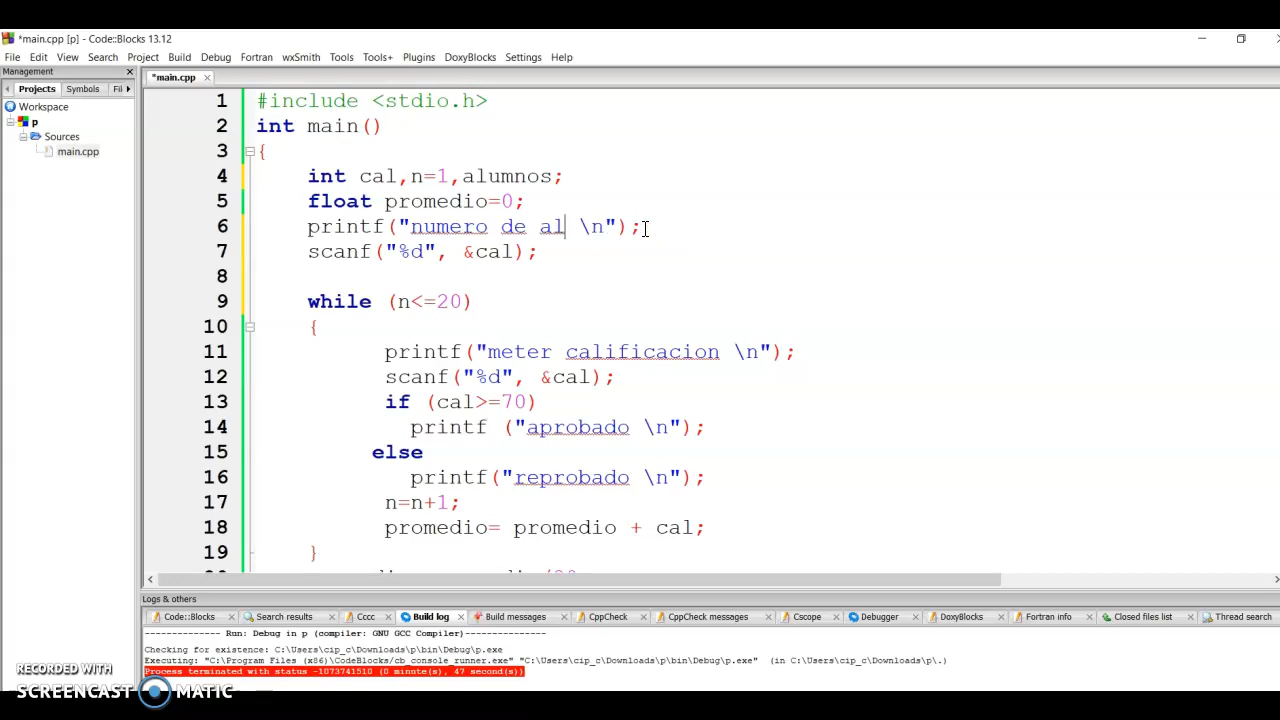 *main.cpp [p] - Code::Blocks 13.12
File Edit View Search Project Build Debug Fortran wxSmith Tools Tools+ Plugins DoxyBlocks Settings Help
Management
*main.cpp
Projects Symbols Fil
Workspace
p
Sources
main.cpp
1 #include <stdio.h>
2 int main()
3 {
4 int cal,n=1,alumnos;
5 float promedio=0;
6 printf("numero de al \n");
7 scanf("%d", &cal);
8
9 while (n<=20)
10 {
11 printf("meter calificacion \n");
12 scanf("%d", &cal);
13 if (cal>=70)
14 printf ("aprobado \n");
15 else
16 printf("reprobado \n");
17 n=n+1;
18 promedio= promedio + cal;
19 }
Logs & others
Code::Blocks Search results Cccc Build log Build messages CppCheck CppCheck messages Cscope Debugger DoxyBlocks Fortran info Closed files list Thread search
-------------- Run: Debug in p (compiler: GNU GCC Compiler)---------------
Checking for existence: C:\Users\cip_c\Downloads\p\bin\Debug\p.exe
Executing: "C:\Program Files (x86)\CodeBlocks/cb_console_runner.exe" "C:\Users\cip_c\Downloads\p\bin\Debug\p.exe" (in C:\Users\cip_c\Downloads\p\.)
Process terminated with status -1073741510 (0 minute(s), 47 second(s))
RECORDED WITH
SCREENCAST MATIC